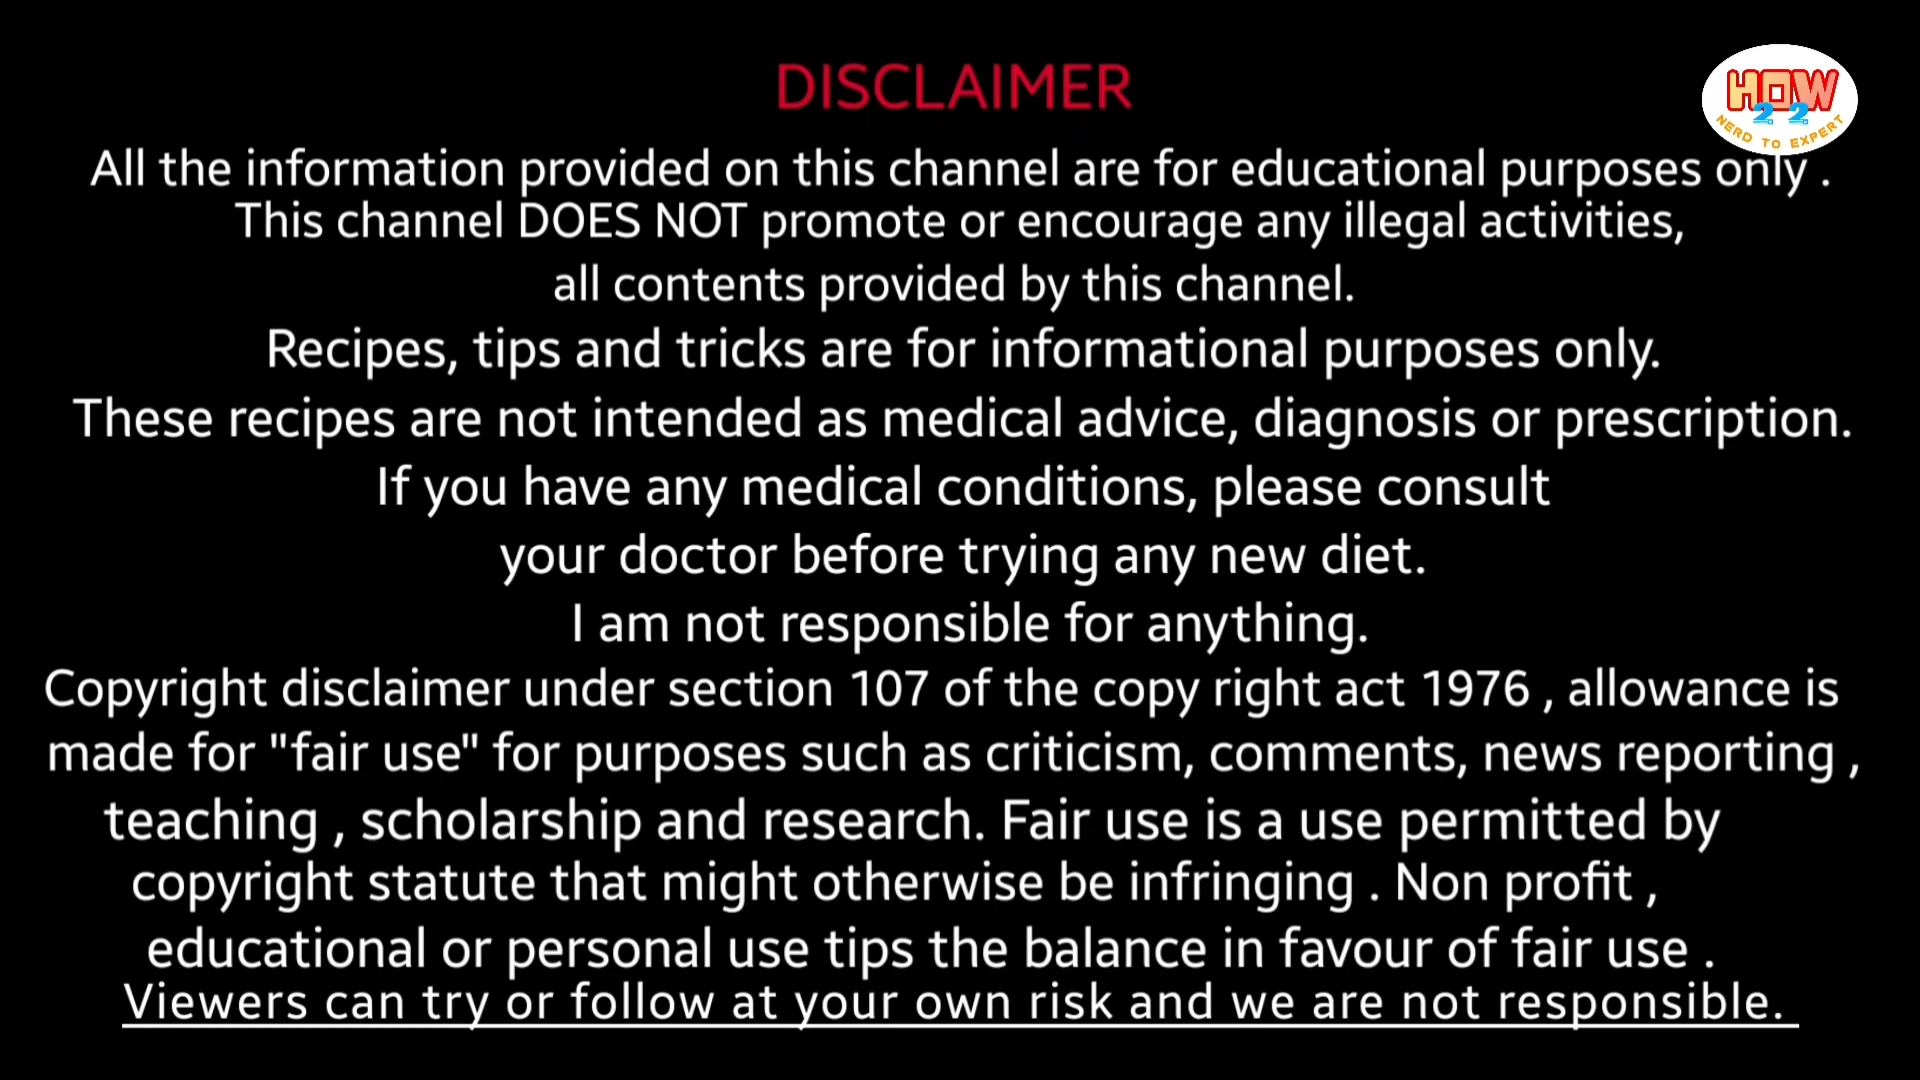 DISCLAIMER
HOW
2.2.
NERD TO EXPERT
All the information provided on this channel are for educational purposes only .
This channel DOES NOT promote or encourage any illegal activities,
all contents provided by this channel.
Recipes, tips and tricks are for informational purposes only.
These recipes are not intended as medical advice, diagnosis or prescription.
If you have any medical conditions, please consult
your doctor before trying any new diet.
I am not responsible for anything.
Copyright disclaimer under section 107 of the copy right act 1976 , allowance is
made for "fair use" for purposes such as criticism, comments, news reporting ,
teaching , scholarship and research. Fair use is a use permitted by
copyright statute that might otherwise be infringing . Non profit ,
educational or personal use tips the balance in favour of fair use .
Viewers can try or follow at your own risk and we are not responsible.